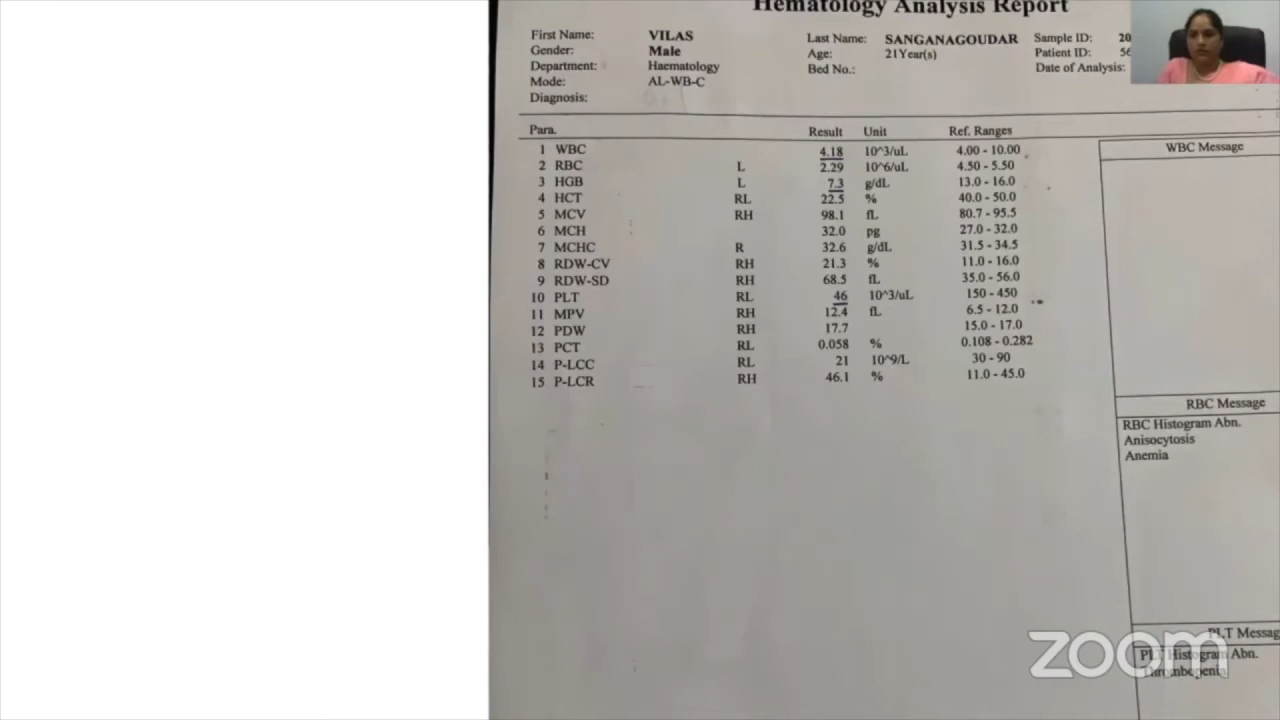 Hematology Analysis Report
First Name: VILAS Last Name: SANGANAGOUDAR Sample ID: 20
Gender: Male Age: 21Year(s) Patient ID: 56
Department: Haematology Bed No.: Date of Analysis:
Mode: AL-WB-C
Diagnosis:
Para. Result Unit Ref. Ranges
1 WBC 4.18 10^3/uL 4.00 - 10.00
2 RBC L 2.29 10^6/uL 4.50 - 5.50
3 HGB L 7.3 g/dL 13.0 - 16.0
4 HCT RL 22.5 % 40.0 - 50.0
5 MCV RH 98.1 fL 80.7 - 95.5
6 MCH 32.0 pg 27.0 - 32.0
7 MCHC R 32.6 g/dL 31.5 - 34.5
8 RDW-CV RH 21.3 % 11.0 - 16.0
9 RDW-SD RH 68.5 fL 35.0 - 56.0
10 PLT RL 46 10^3/uL 150 - 450
11 MPV RH 12.4 fL 6.5 - 12.0
12 PDW RH 17.7 15.0 - 17.0
13 PCT RL 0.058 % 0.108 - 0.282
14 P-LCC RL 21 10^9/L 30 - 90
15 P-LCR RH 46.1 % 11.0 - 45.0
WBC Message
RBC Message
RBC Histogram Abn.
Anisocytosis
Anemia
PLT Messag
PLT Histogram Abn.
Thrombopenia
zoom